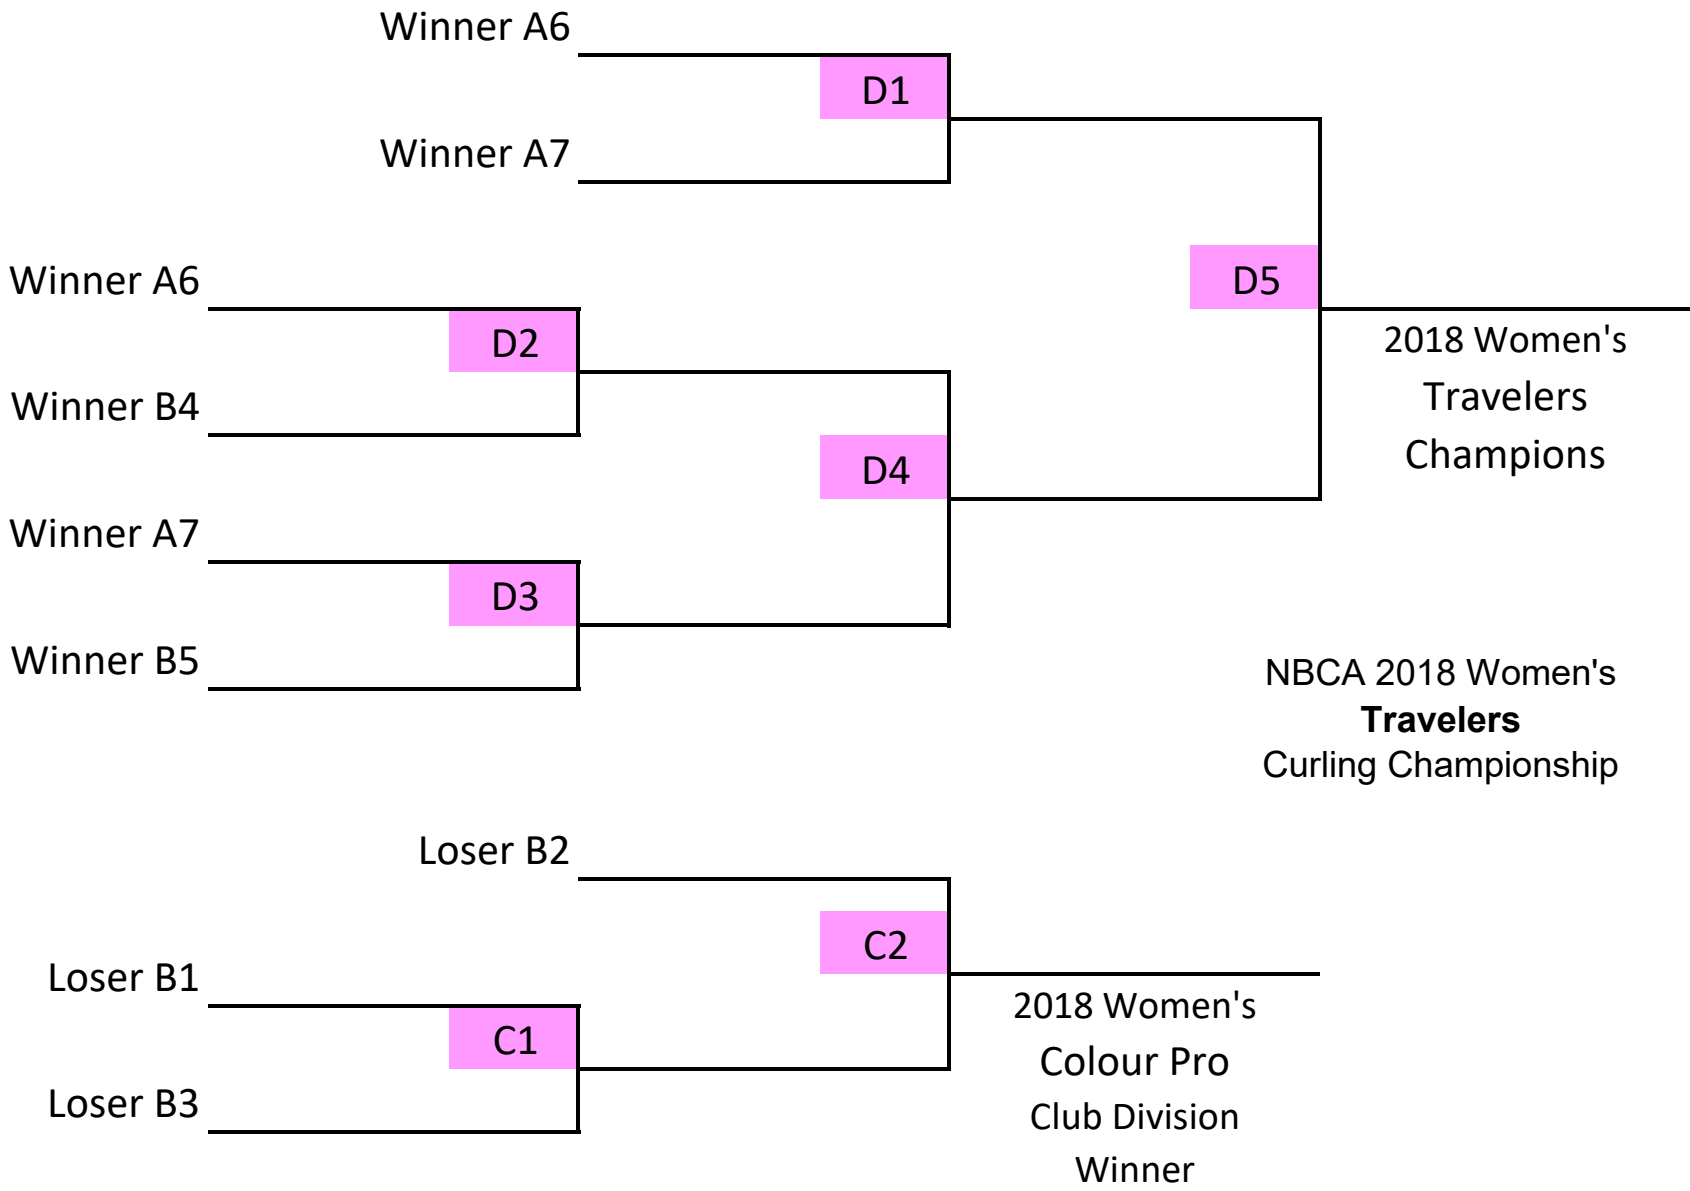 Winner A6
D1
Winner A7
Winner A6
D5
D2
2018 Women's
Winner B4
Travelers
Champions
D4
Winner A7
D3
Winner B5
NBCA 2018 Women's
Travelers
Curling Championship
Loser B2
C2
Loser B1
2018 Women's
C1
Colour Pro
Loser B3
Club Division
Winner